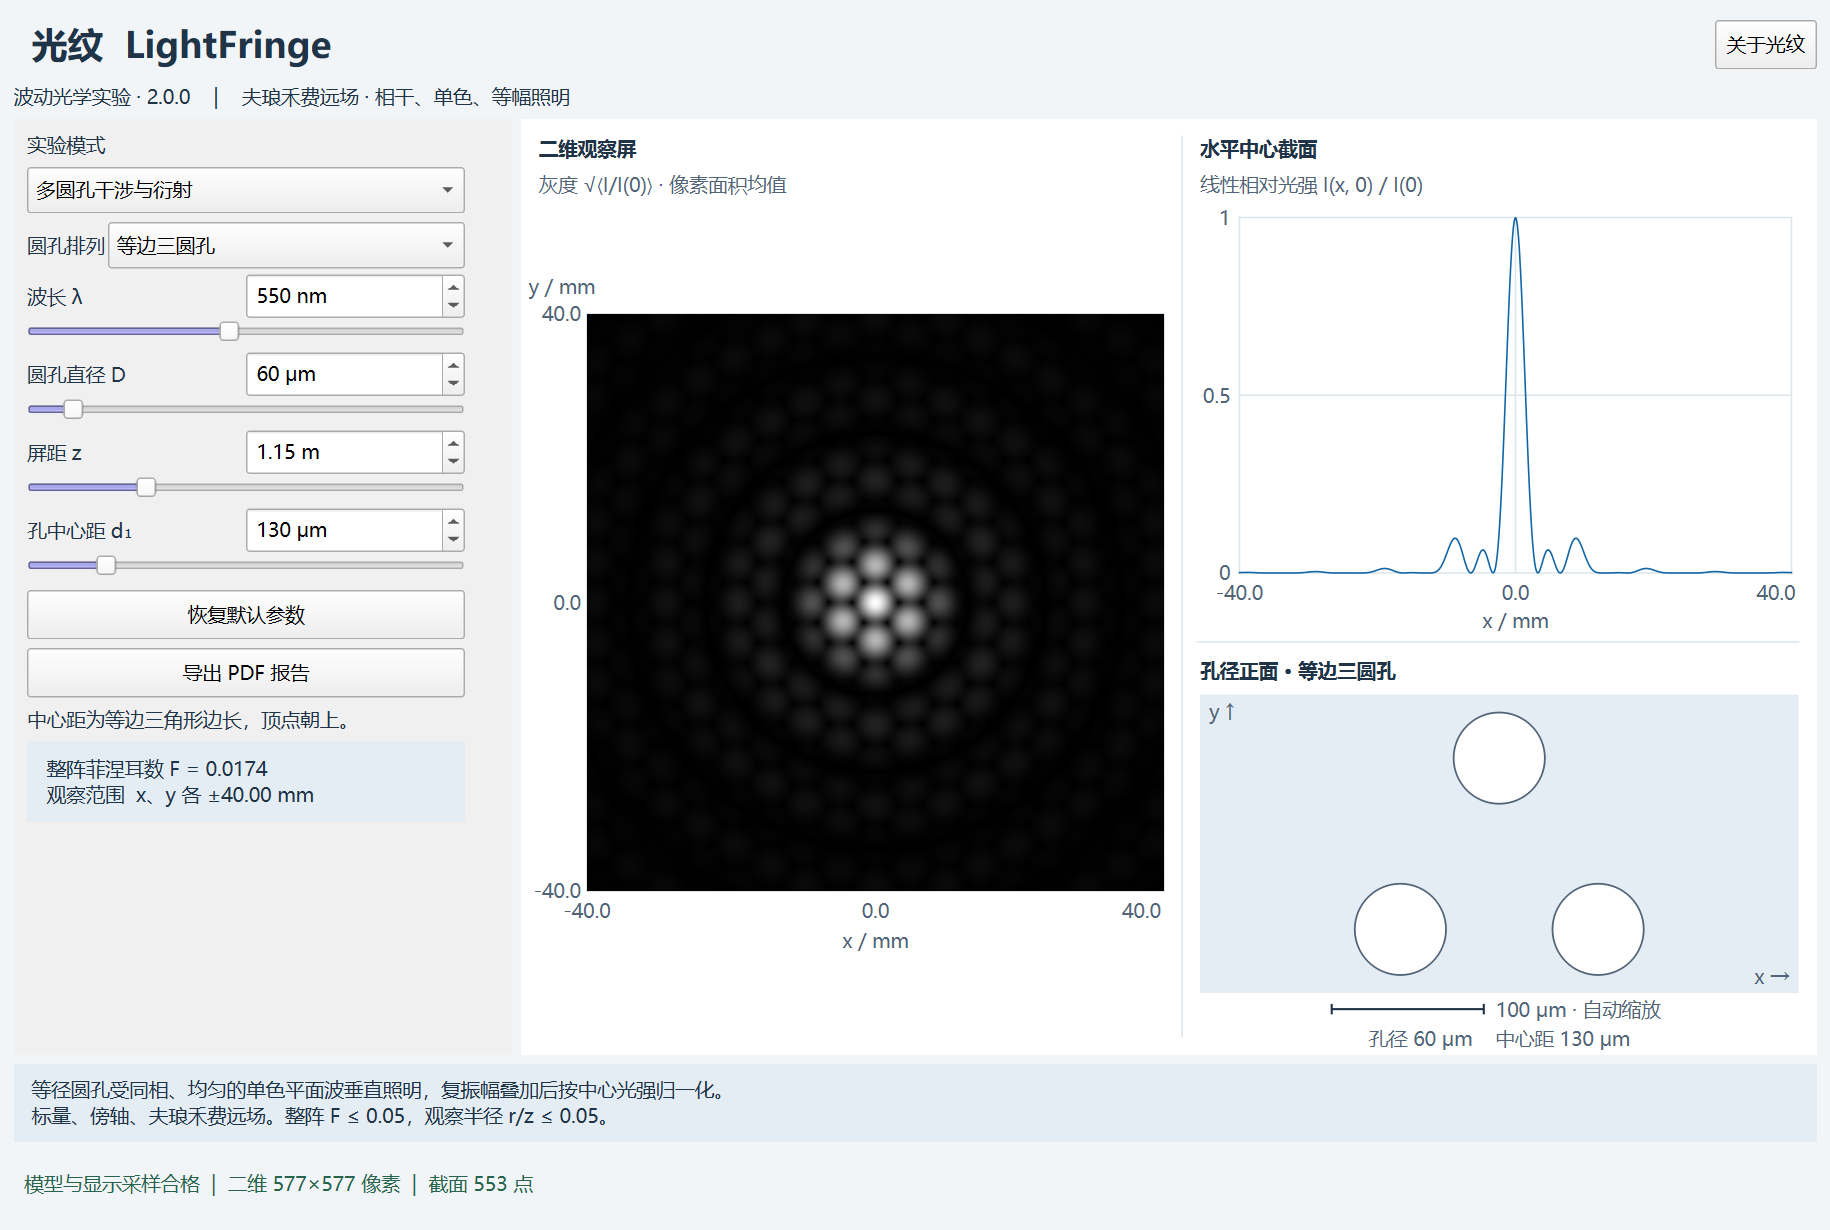 光纹 LightFringe
关于光纹
波动光学实验 · 2.0.0 | 夫琅禾费远场 · 相干、单色、等幅照明
实验模式
多圆孔干涉与衍射
圆孔排列 等边三圆孔
波长 λ 550 nm
圆孔直径 D 60 μm
屏距 z 1.15 m
孔中心距 d₁ 130 μm
恢复默认参数
导出 PDF 报告
中心距为等边三角形边长，顶点朝上。
整阵菲涅耳数 F = 0.0174
观察范围 x、y 各 ±40.00 mm
二维观察屏
灰度 √⟨I/I(0)⟩ · 像素面积均值
y / mm
40.0
0.0
-40.0
-40.0 0.0 40.0
x / mm
水平中心截面
线性相对光强 I(x, 0) / I(0)
1
0.5
0
-40.0 0.0 40.0
x / mm
孔径正面 · 等边三圆孔
y ↑
x →
100 μm · 自动缩放
孔径 60 μm 中心距 130 μm
等径圆孔受同相、均匀的单色平面波垂直照明，复振幅叠加后按中心光强归一化。
标量、傍轴、夫琅禾费远场。整阵 F ≤ 0.05，观察半径 r/z ≤ 0.05。
模型与显示采样合格 | 二维 577×577 像素 | 截面 553 点